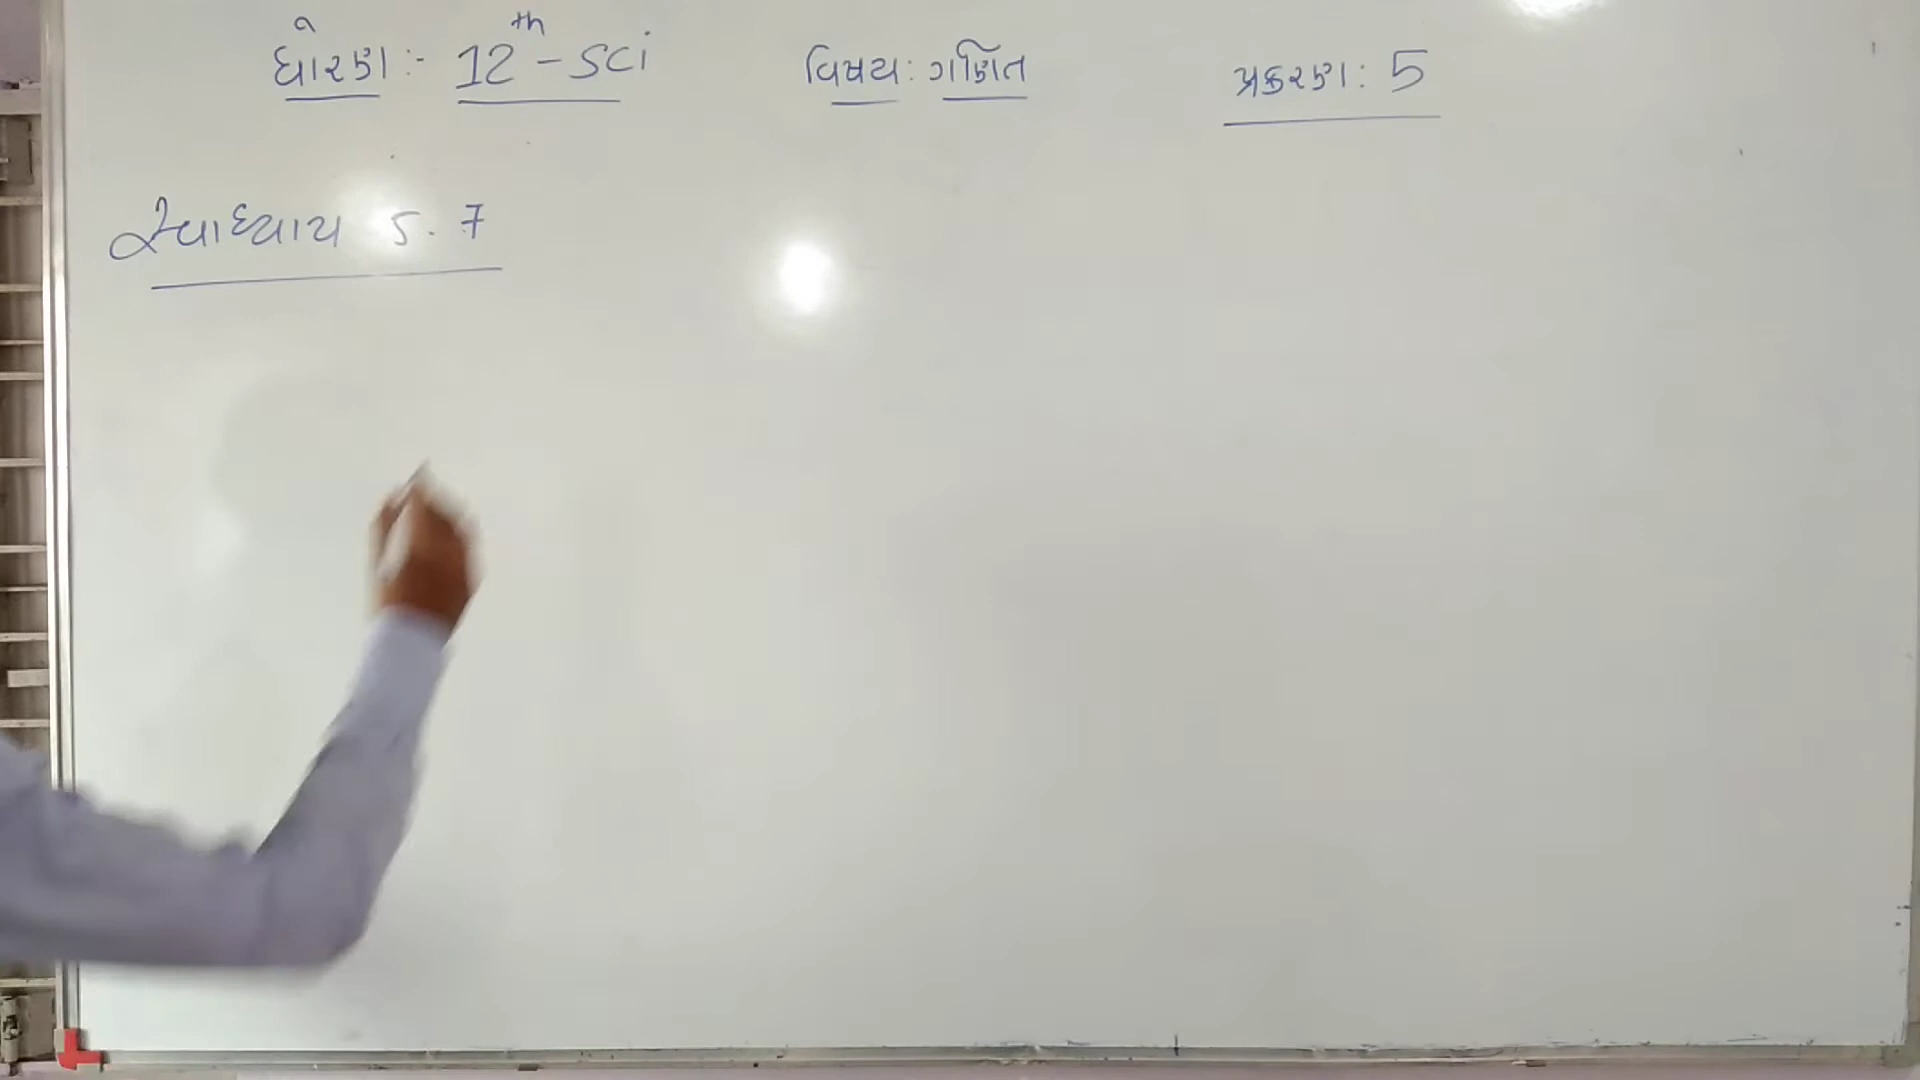 ધોરણ :- 12th - Sci વિષય : ગણિત પ્રકરણ : 5
સ્વાધ્યાય 5.7